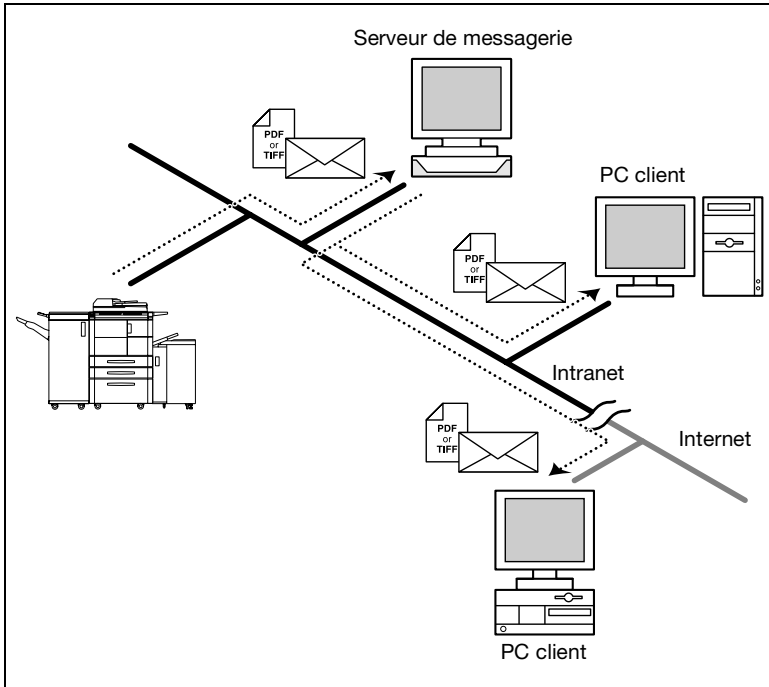 Serveur de messagerie
PDF
or
TIFF
PC client
PDF
or
TIFF
Intranet
PDF
or
TIFF
Internet
PC client